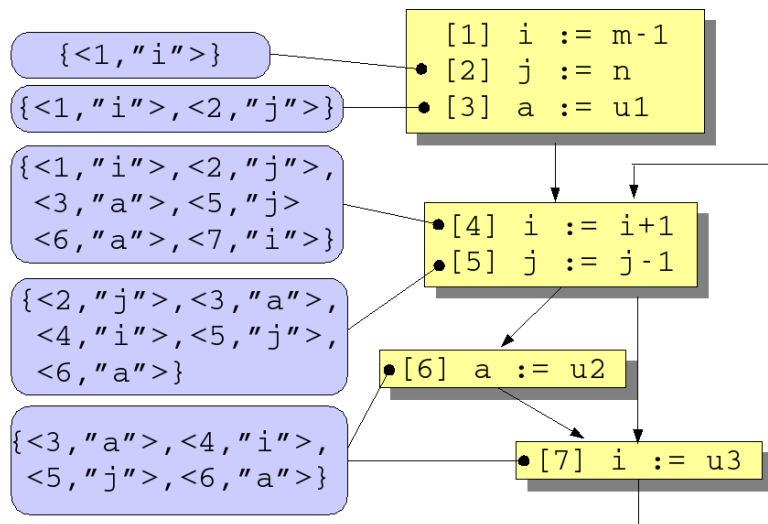 {<1,"i">}
{<1,"i">,<2,"j">}
{<1,"i">,<2,"j">,
<3,"a">,<5,"j>
<6,"a">,<7,"i">}
{<2,"j">,<3,"a">,
<4,"i">,<5,"j">,
<6,"a">}
{<3,"a">,<4,"i">,
<5,"j">,<6,"a">}
[1] i := m-1
[2] j := n
[3] a := u1
[4] i := i+1
[5] j := j-1
[6] a := u2
[7] i := u3